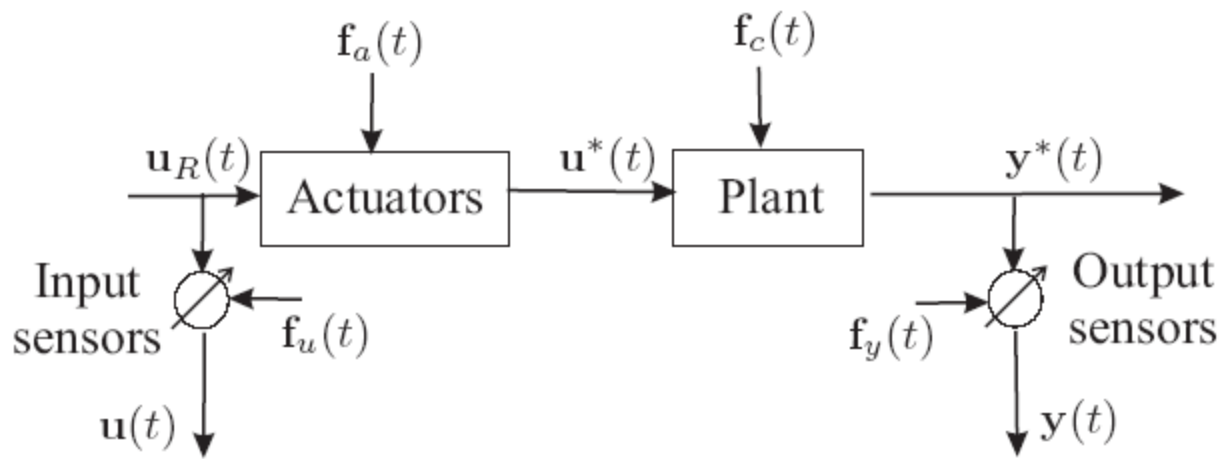 f_a(t)
f_c(t)
u_R(t)
Actuators
u*(t)
Plant
y*(t)
Input
sensors
f_u(t)
f_y(t)
Output
sensors
u(t)
y(t)